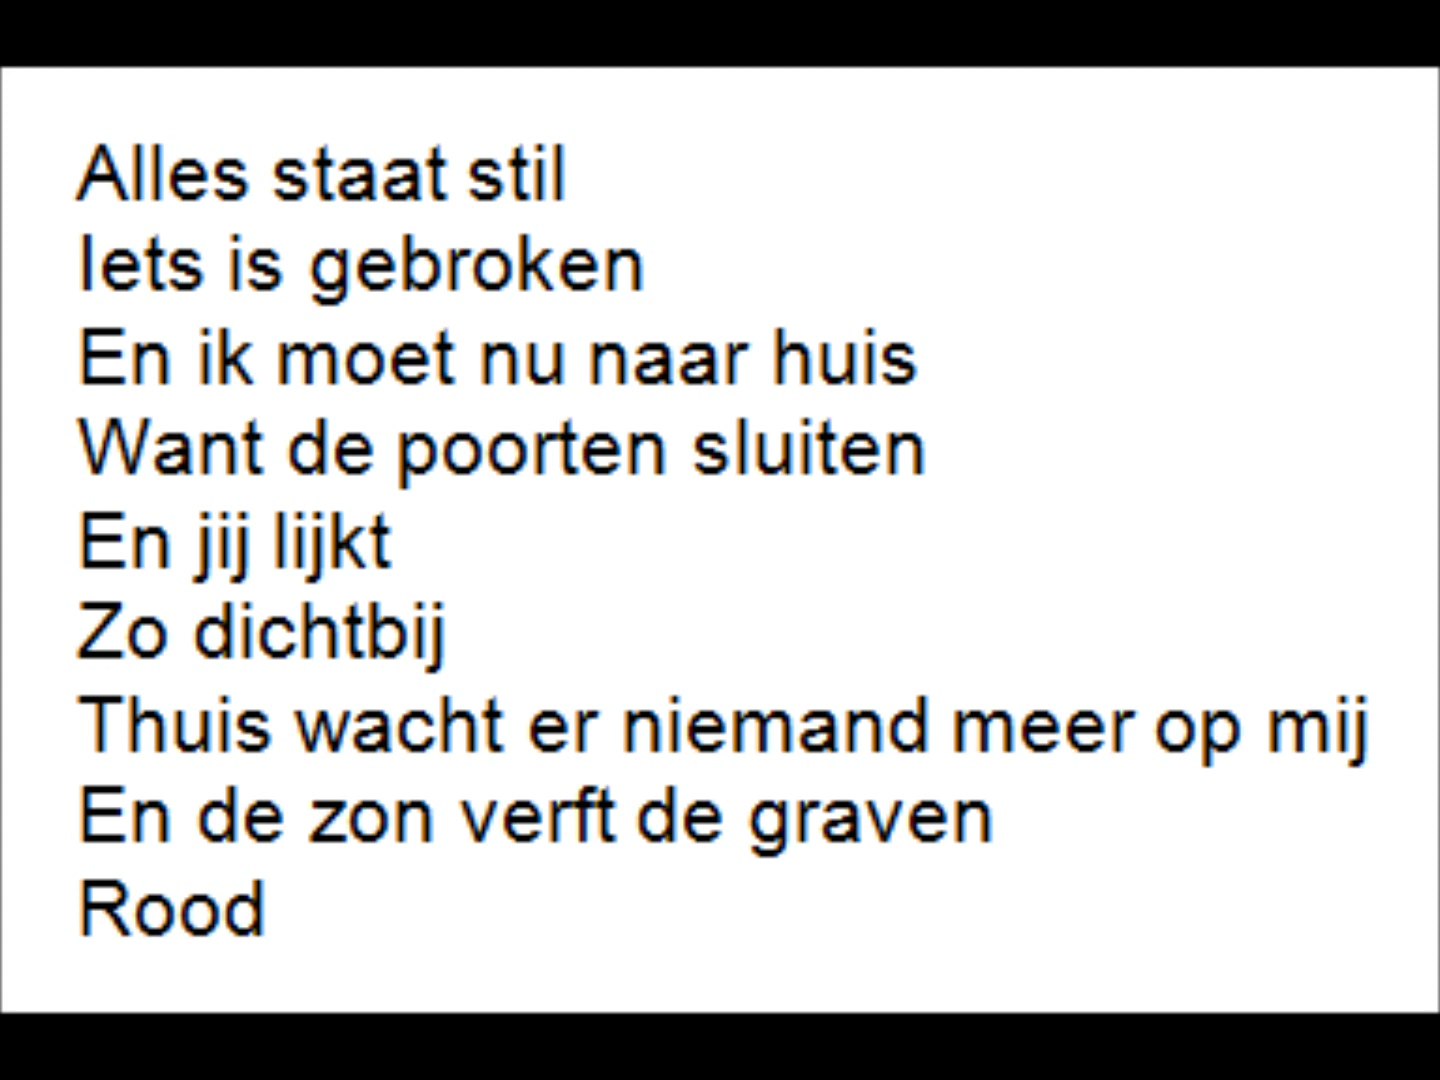 Alles staat stil
Iets is gebroken
En ik moet nu naar huis
Want de poorten sluiten
En jij lijkt
Zo dichtbij
Thuis wacht er niemand meer op mij
En de zon verft de graven
Rood